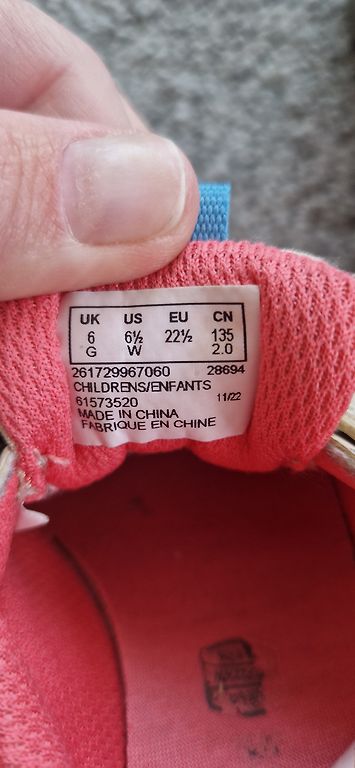 UK US EU CN
6 6½ 22½ 135
G W 2.0
261729967060 28694
CHILDRENS/ENFANTS
61573520 11/22
MADE IN CHINA
FABRIQUE EN CHINE